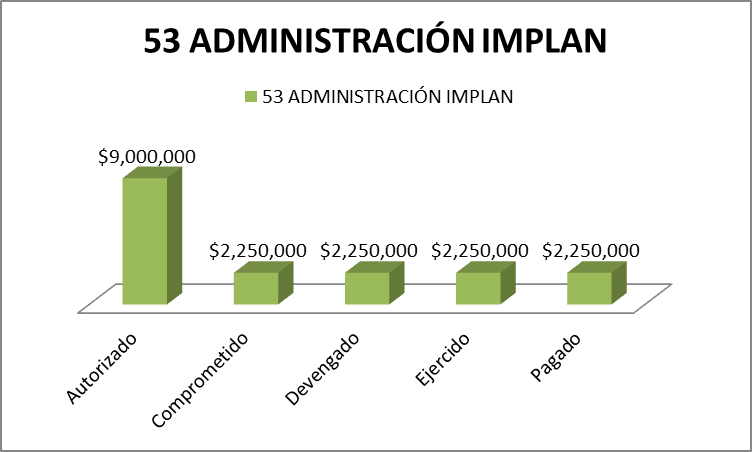 53 ADMINISTRACIÓN IMPLAN
53 ADMINISTRACIÓN IMPLAN
$9,000,000
$2,250,000 $2,250,000 $2,250,000 $2,250,000
Autorizado Comprometido Devengado Ejercido Pagado